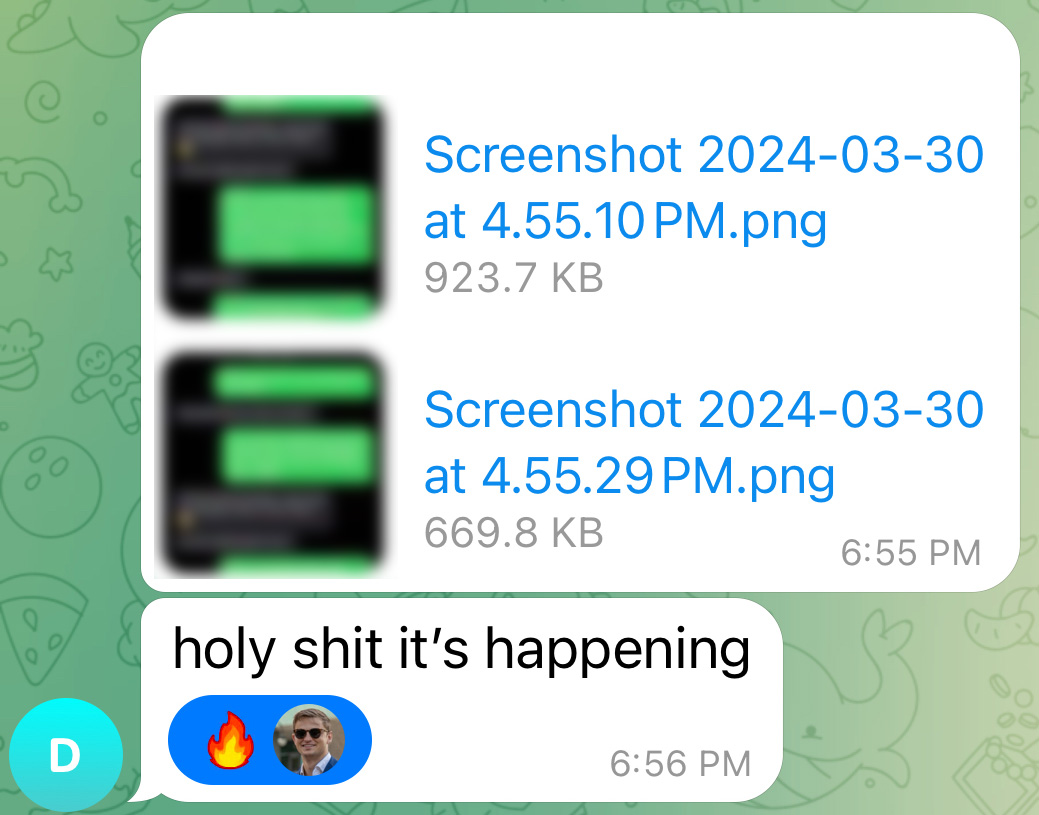 Screenshot 2024-03-30
at 4.55.10 PM.png
923.7 KB
Screenshot 2024-03-30
at 4.55.29 PM.png
669.8 KB
6:55 PM
holy shit it’s happening
D
6:56 PM